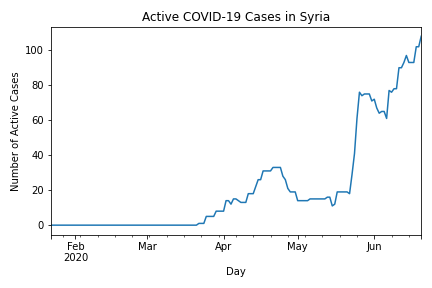 Active COVID-19 Cases in Syria
Number of Active Cases
100
80
60
40
20
0
Feb
2020
Mar
Apr
May
Jun
Day